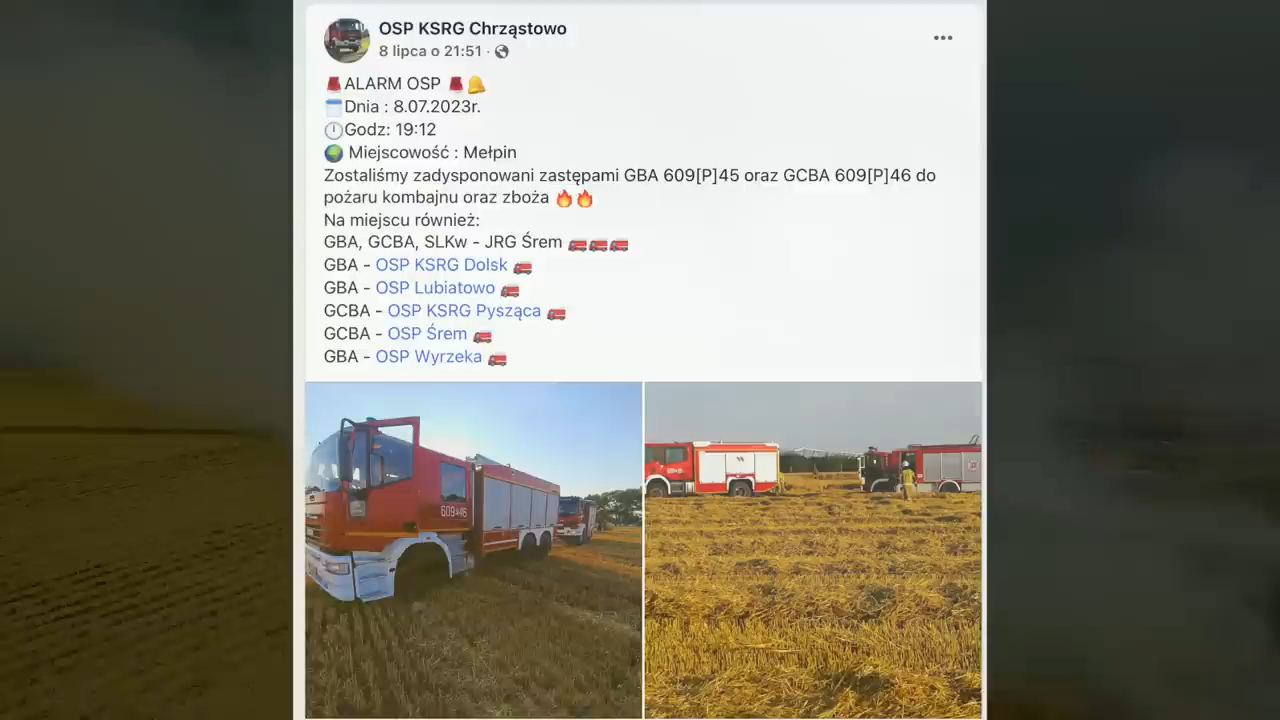 OSP KSRG Chrząstowo
8 lipca o 21:51 ·
ALARM OSP
Dnia : 8.07.2023r.
Godz: 19:12
Miejscowość : Mełpin
Zostaliśmy zadysponowani zastępami GBA 609[P]45 oraz GCBA 609[P]46 do
pożaru kombajnu oraz zboża
Na miejscu również:
GBA, GCBA, SLKw - JRG Śrem
GBA - OSP KSRG Dolsk
GBA - OSP Lubiatowo
GCBA - OSP KSRG Pysząca
GCBA - OSP Śrem
GBA - OSP Wyrzeka